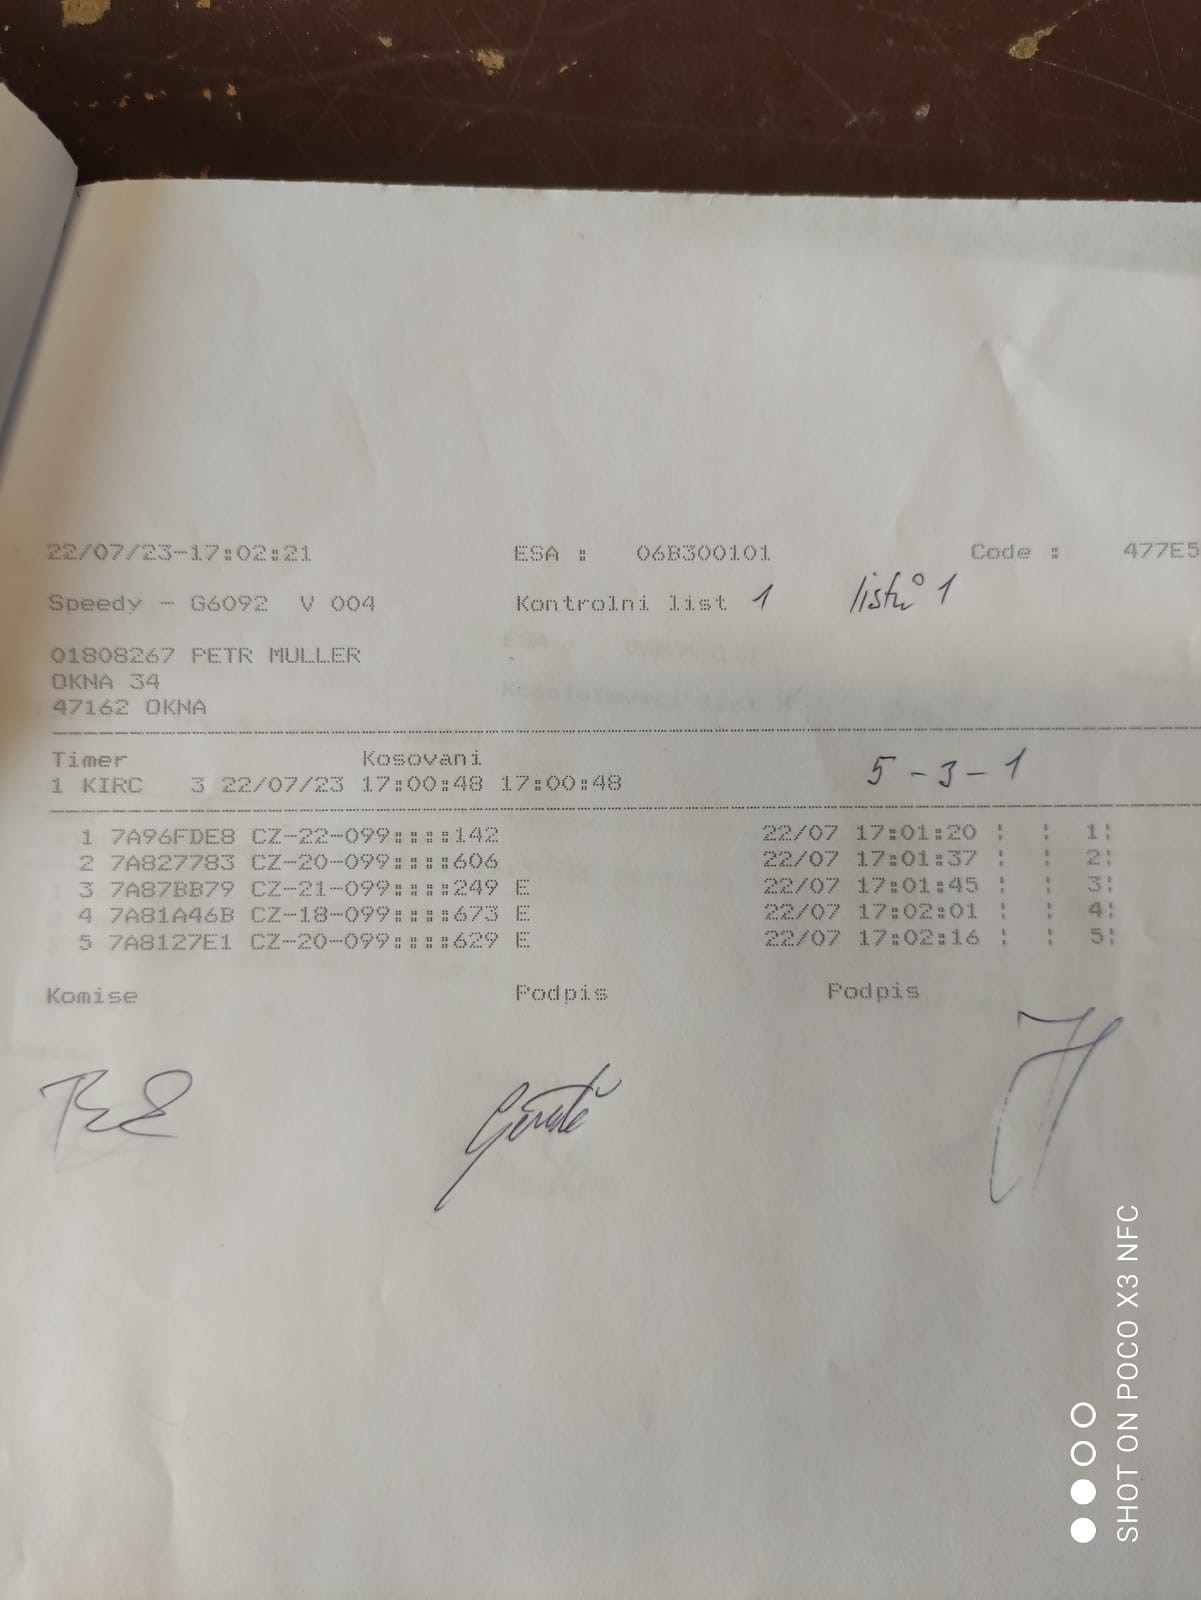 22/07/23-17:02:21 ESA : 06B300101 Code : 477E5
Speedy - G6092 V 004 Kontrolni list 1 listů 1
01808267 PETR MULLER
OKNA 34
47162 OKNA
Timer Kosovani
1 KIRC 3 22/07/23 17:00:48 17:00:48 5-3-1
1 7A96FDE8 CZ-22-099::::142 22/07 17:01:20 ¦ ¦ 1¦
2 7A827783 CZ-20-099::::606 22/07 17:01:37 ¦ ¦ 2¦
3 7A87BB79 CZ-21-099::::249 E 22/07 17:01:45 ¦ ¦ 3¦
4 7A81A46B CZ-18-099::::673 E 22/07 17:02:01 ¦ ¦ 4¦
5 7A8127E1 CZ-20-099::::629 E 22/07 17:02:16 ¦ ¦ 5¦
Komise Podpis Podpis
SHOT ON POCO X3 NFC